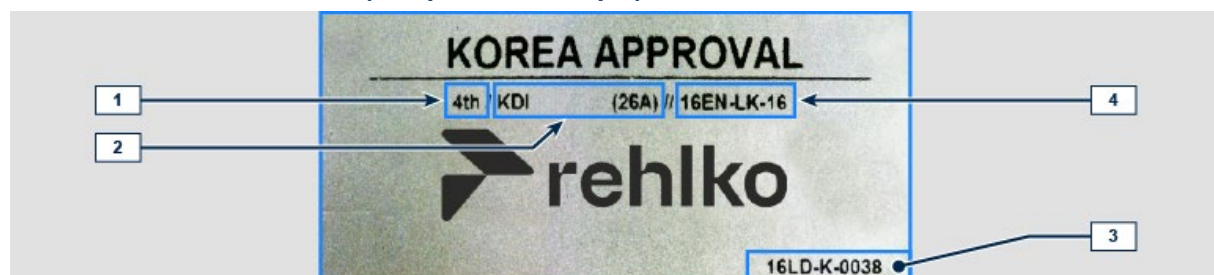 KOREA APPROVAL
1
4th / KDI (26A) // 16EN-LK-16
4
2
rehlko
3
16LD-K-0038